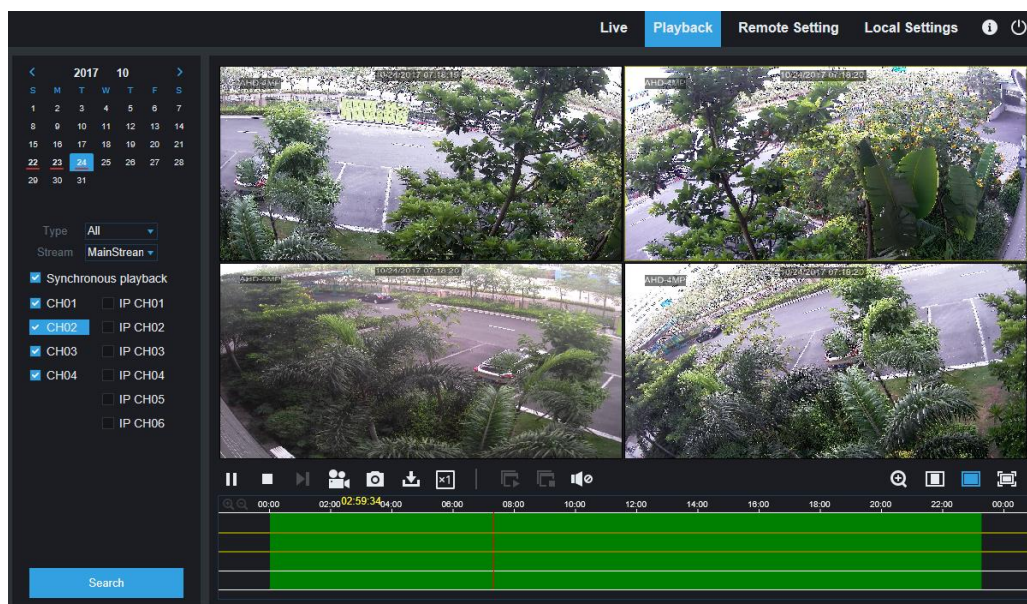 Live Playback Remote Setting Local Settings
2017 10
S M T W T F S
1 2 3 4 5 6 7
8 9 10 11 12 13 14
15 16 17 18 19 20 21
22 23 24 25 26 27 28
29 30 31
Type All
Stream MainStrean
Synchronous playback
CH01 IP CH01
CH02 IP CH02
CH03 IP CH03
CH04 IP CH04
IP CH05
IP CH06
Search
AHD-4MP 10/24/2017 07:18:19
AHD-4MP 10/24/2017 07:18:20
10/24/2017 07:18:20
AHD-4MP 10/24/2017 07:18:20
×1
00:00 02:00 02:59:34 04:00 06:00 08:00 10:00 12:00 14:00 16:00 18:00 20:00 22:00 00:00